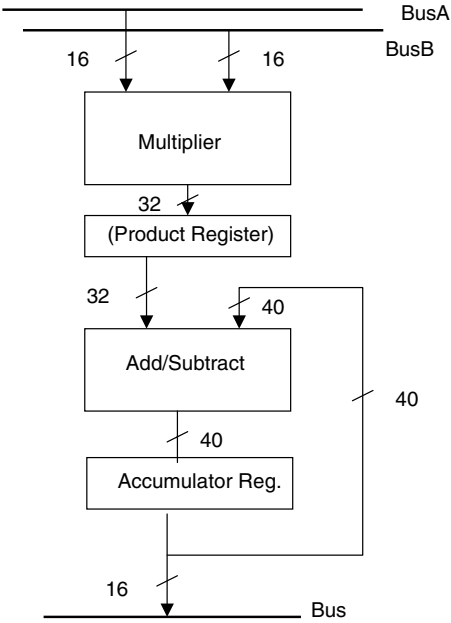 BusA
BusB
16
16
Multiplier
32
(Product Register)
32
40
Add/Subtract
40
40
Accumulator Reg.
16
Bus